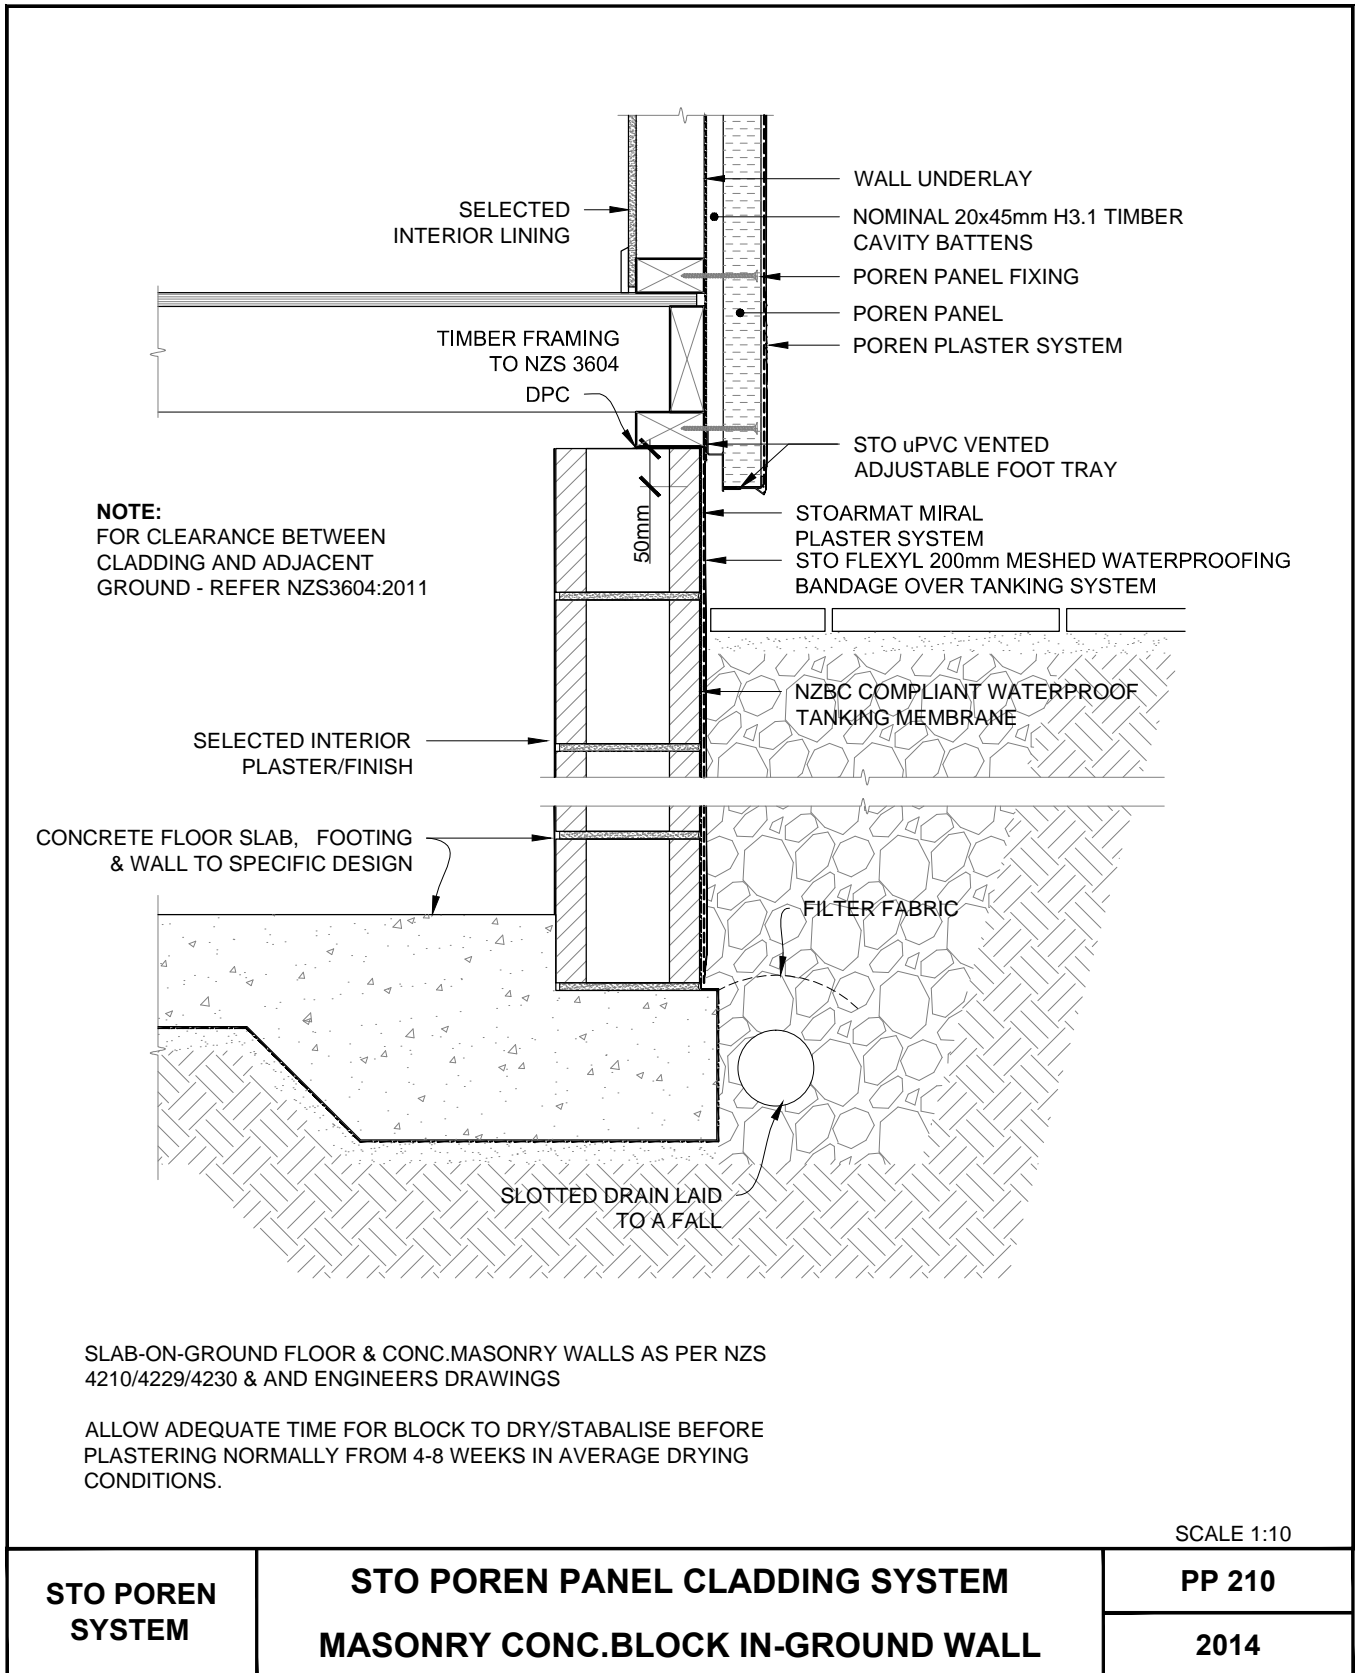 WALL UNDERLAY
SELECTED
INTERIOR LINING
NOMINAL 20x45mm H3.1 TIMBER
CAVITY BATTENS
POREN PANEL FIXING
POREN PANEL
POREN PLASTER SYSTEM
TIMBER FRAMING
TO NZS 3604
DPC
STO uPVC VENTED
ADJUSTABLE FOOT TRAY
NOTE:
FOR CLEARANCE BETWEEN
CLADDING AND ADJACENT
GROUND - REFER NZS3604:2011
50mm
STOARMAT MIRAL
PLASTER SYSTEM
STO FLEXYL 200mm MESHED WATERPROOFING
BANDAGE OVER TANKING SYSTEM
NZBC COMPLIANT WATERPROOF
TANKING MEMBRANE
SELECTED INTERIOR
PLASTER/FINISH
CONCRETE FLOOR SLAB, FOOTING
& WALL TO SPECIFIC DESIGN
FILTER FABRIC
SLOTTED DRAIN LAID
TO A FALL
SLAB-ON-GROUND FLOOR & CONC.MASONRY WALLS AS PER NZS
4210/4229/4230 & AND ENGINEERS DRAWINGS
ALLOW ADEQUATE TIME FOR BLOCK TO DRY/STABALISE BEFORE
PLASTERING NORMALLY FROM 4-8 WEEKS IN AVERAGE DRYING
CONDITIONS.
SCALE 1:10
STO POREN
SYSTEM
STO POREN PANEL CLADDING SYSTEM
MASONRY CONC.BLOCK IN-GROUND WALL
PP 210
2014